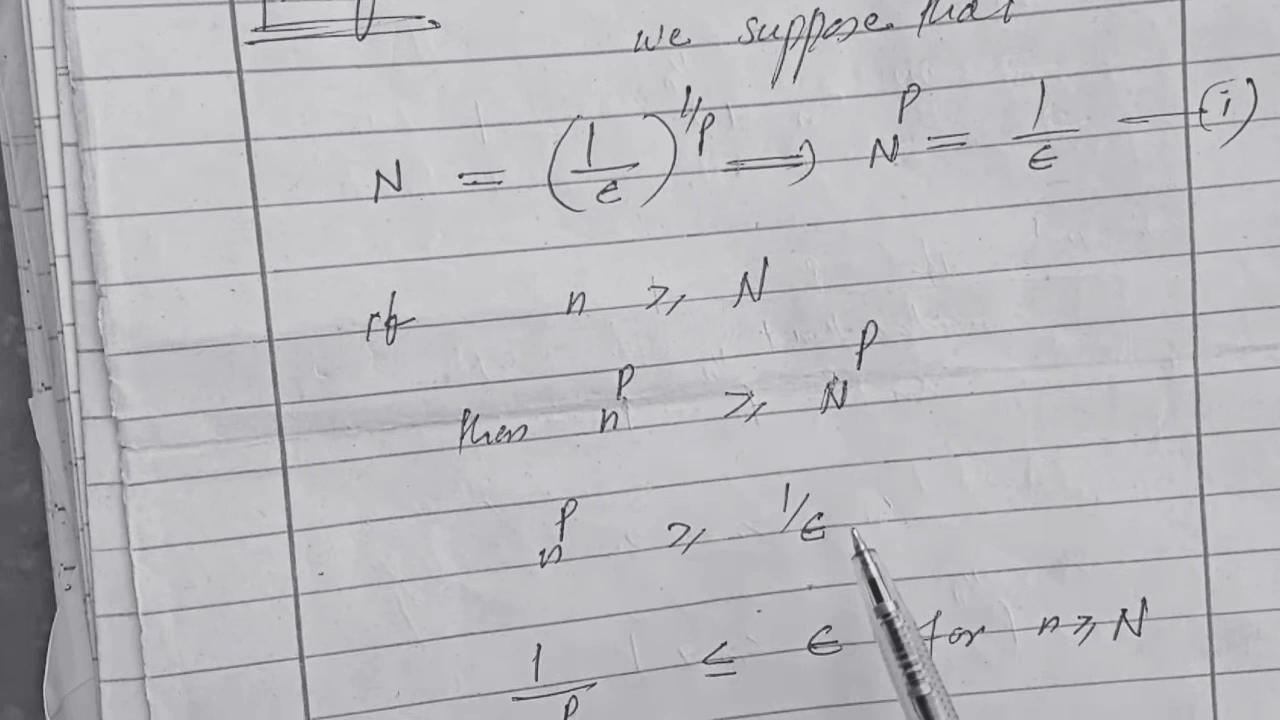 we suppose that
N = (1/ε)^1/P ⟹ N^P = 1/ε — (i)
if n ≥ N
then n^P ≥ N^P
n^P ≥ 1/ε
1/^P ≤ ε for n ≥ N